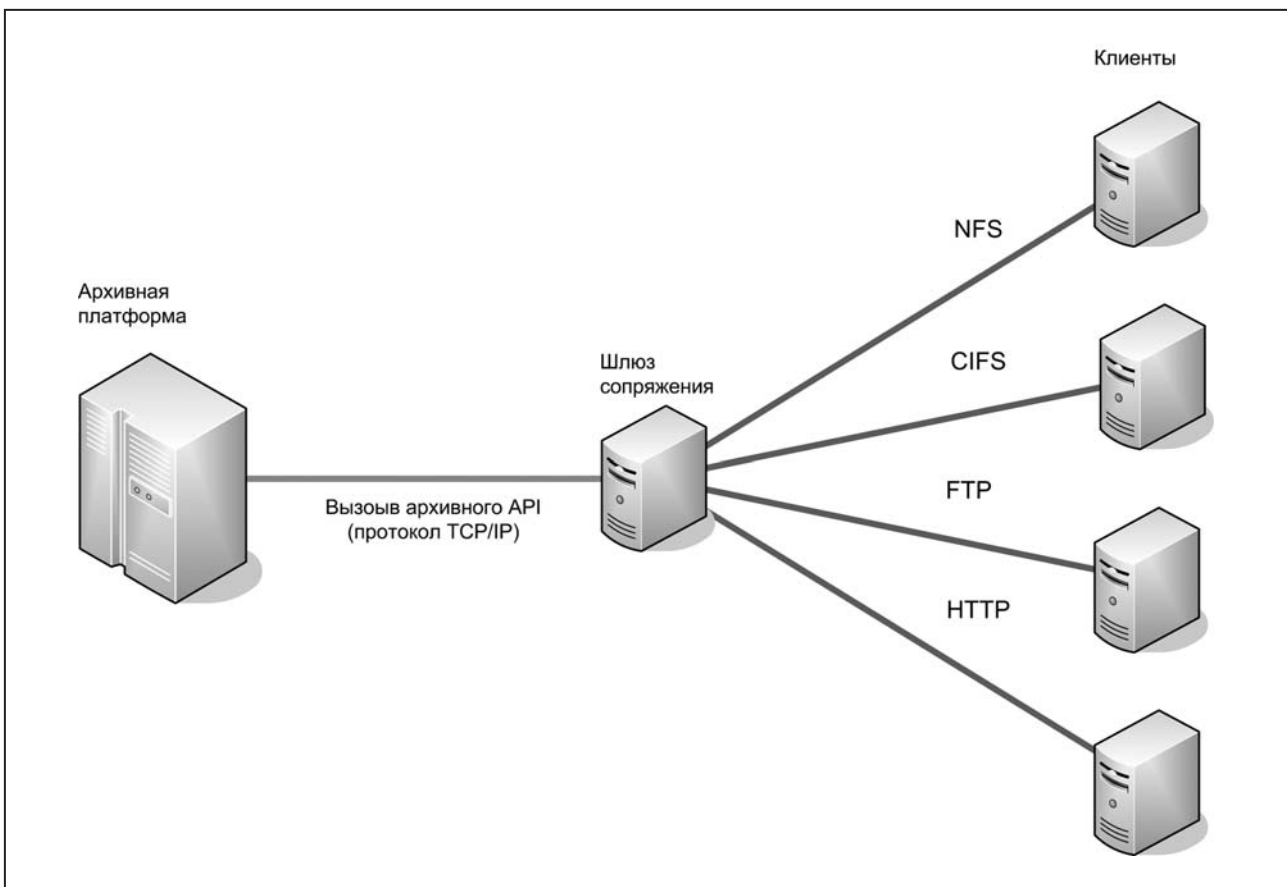 Клиенты
NFS
Архивная
платформа
CIFS
Шлюз
сопряжения
FTP
Вызоыв архивного API
(протокол TCP/IP)
HTTP